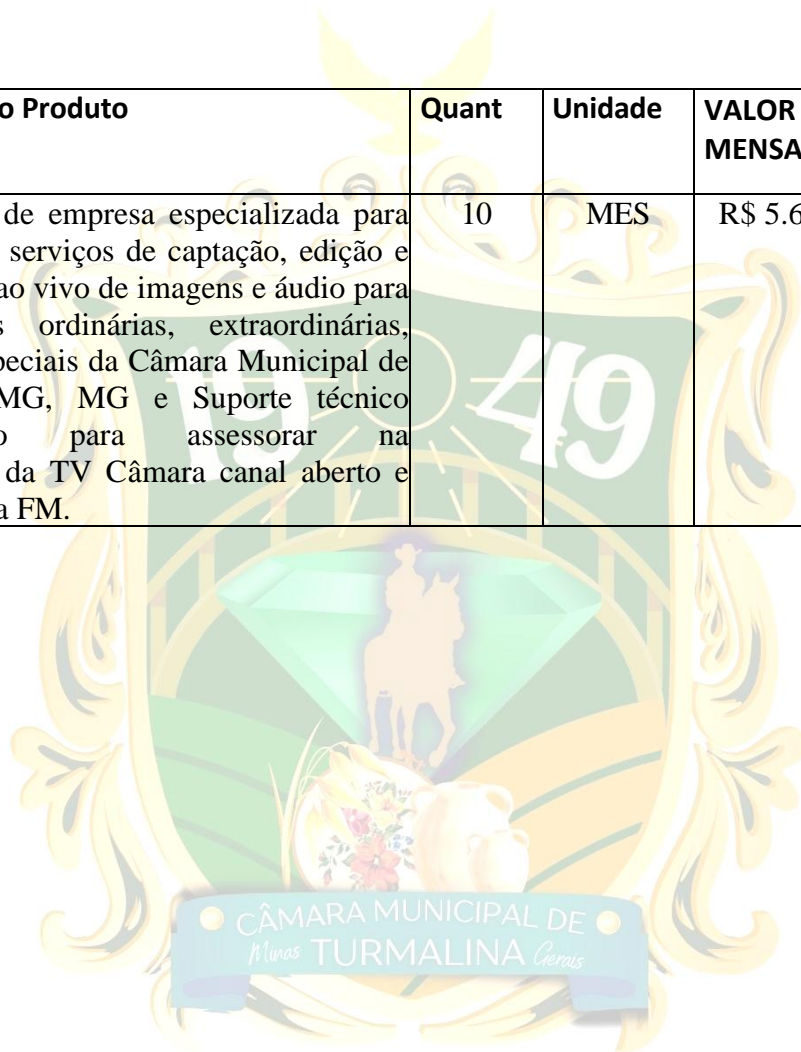 o Produto
Quant
Unidade
VALOR
MENSA
de empresa especializada para
serviços de captação, edição e
ao vivo de imagens e áudio para
s ordinárias, extraordinárias,
peciais da Câmara Municipal de
MG, MG e Suporte técnico
o para assessorar na
da TV Câmara canal aberto e
a FM.
10
MES
R$ 5.6
19 49
CÂMARA MUNICIPAL DE
Minas TURMALINA Gerais